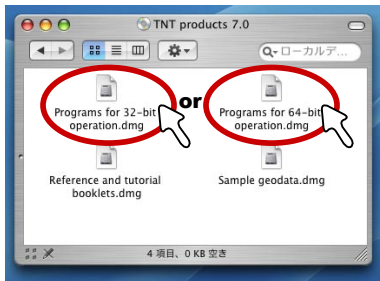 TNT products 7.0
ローカルデ...
Programs for 32-bit
operation.dmg
or
Programs for 64-bit
operation.dmg
Reference and tutorial
booklets.dmg
Sample geodata.dmg
4 項目、0 KB 空き